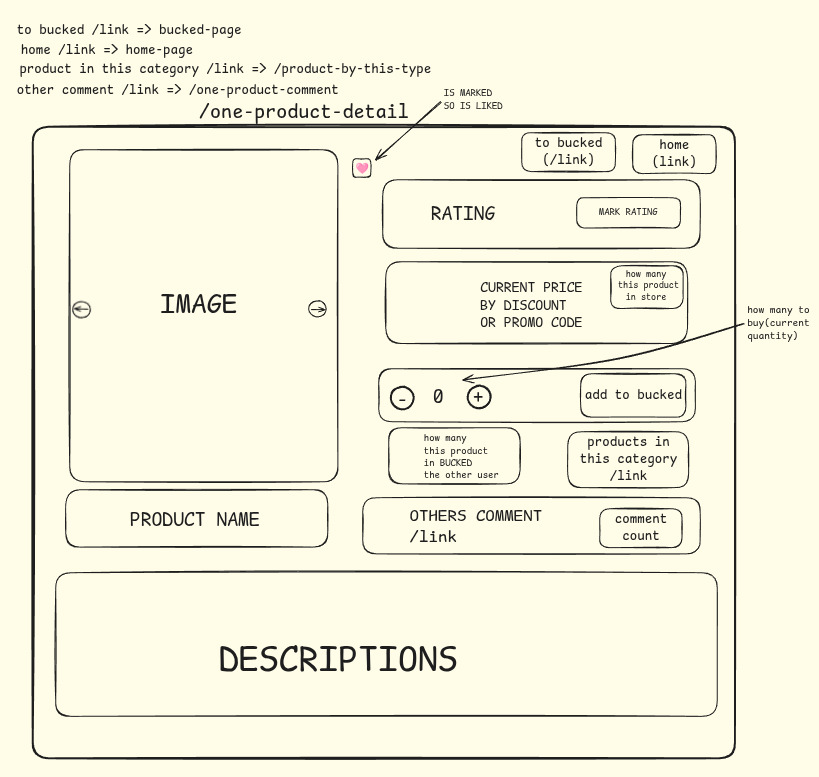 to bucked /link => bucked-page
home /link => home-page
product in this category /link => /product-by-this-type
other comment /link => /one-product-comment
/one-product-detail
IS MARKED
SO IS LIKED
to bucked
(/link)
home
(link)
RATING
MARK RATING
IMAGE
CURRENT PRICE
BY DISCOUNT
OR PROMO CODE
how many
this product
in store
how many to
buy(current
quantity)
- 0 +
add to bucked
how many
this product
in BUCKED
the other user
products in
this category
/link
PRODUCT NAME
OTHERS COMMENT
/link
comment
count
DESCRIPTIONS